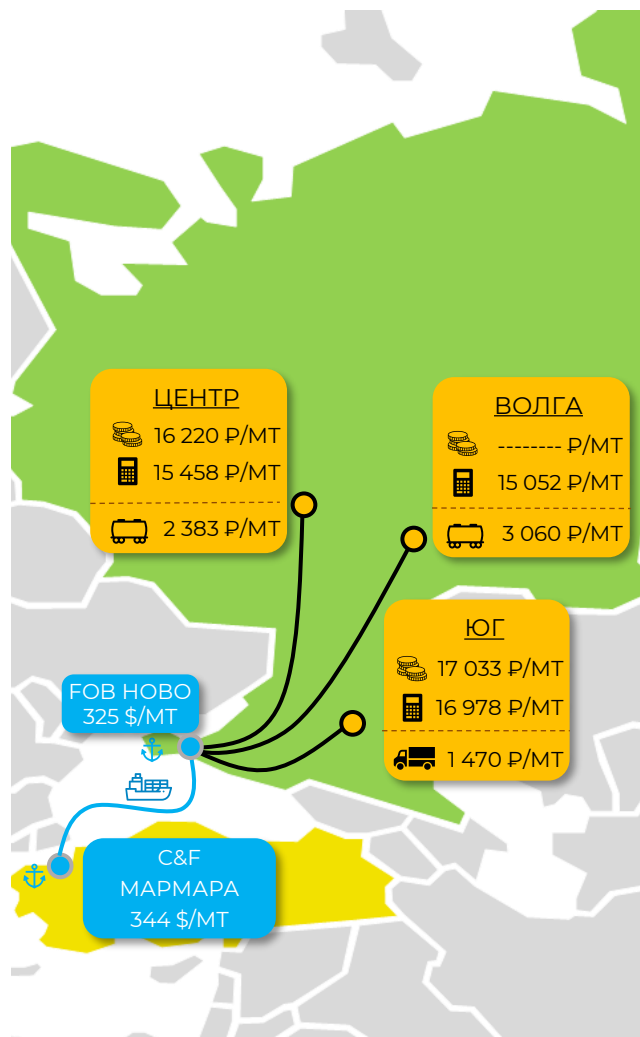 ЦЕНТР
16 220 ₽/МТ
15 458 ₽/МТ
2 383 ₽/МТ
ВОЛГА
-------- ₽/МТ
15 052 ₽/МТ
3 060 ₽/МТ
ЮГ
17 033 ₽/МТ
16 978 ₽/МТ
1 470 ₽/МТ
FOB НОВО
325 $/МТ
C&F
МАРМАРА
344 $/МТ